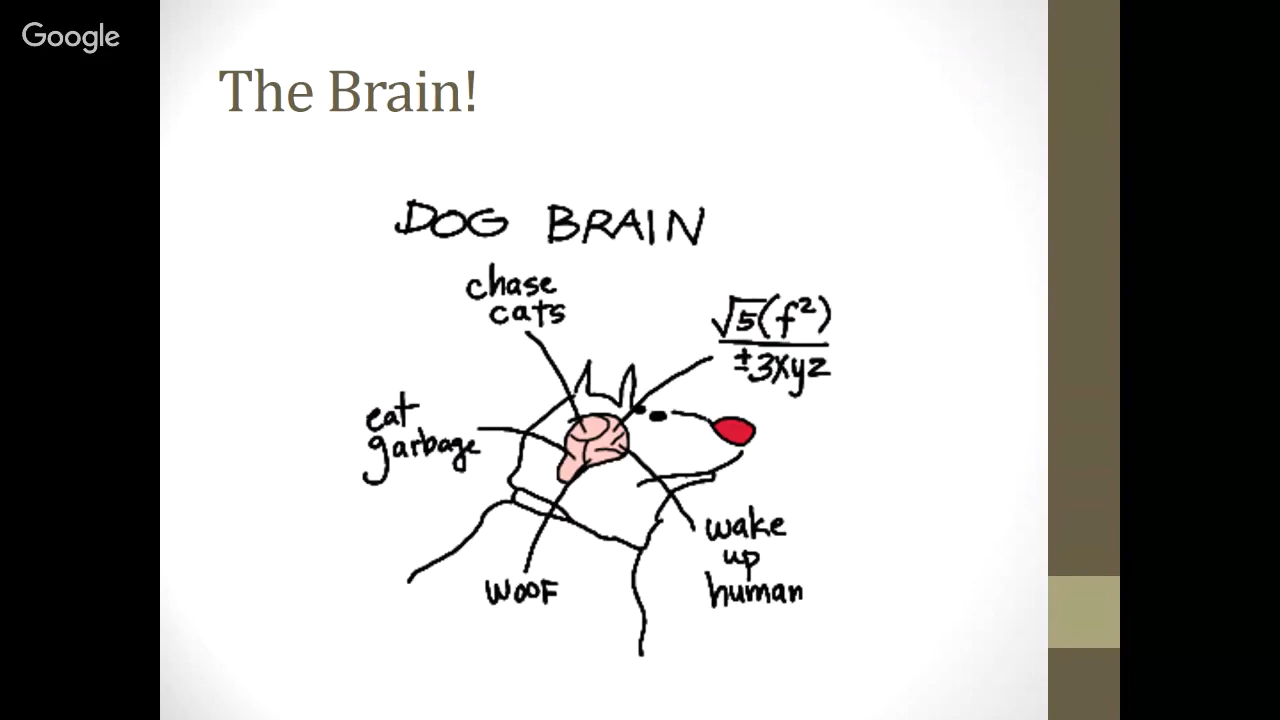 Google
The Brain!
DOG BRAIN
chase
cats
√5(f²)
±3xyz
eat
garbage
wake
up
human
WOOF